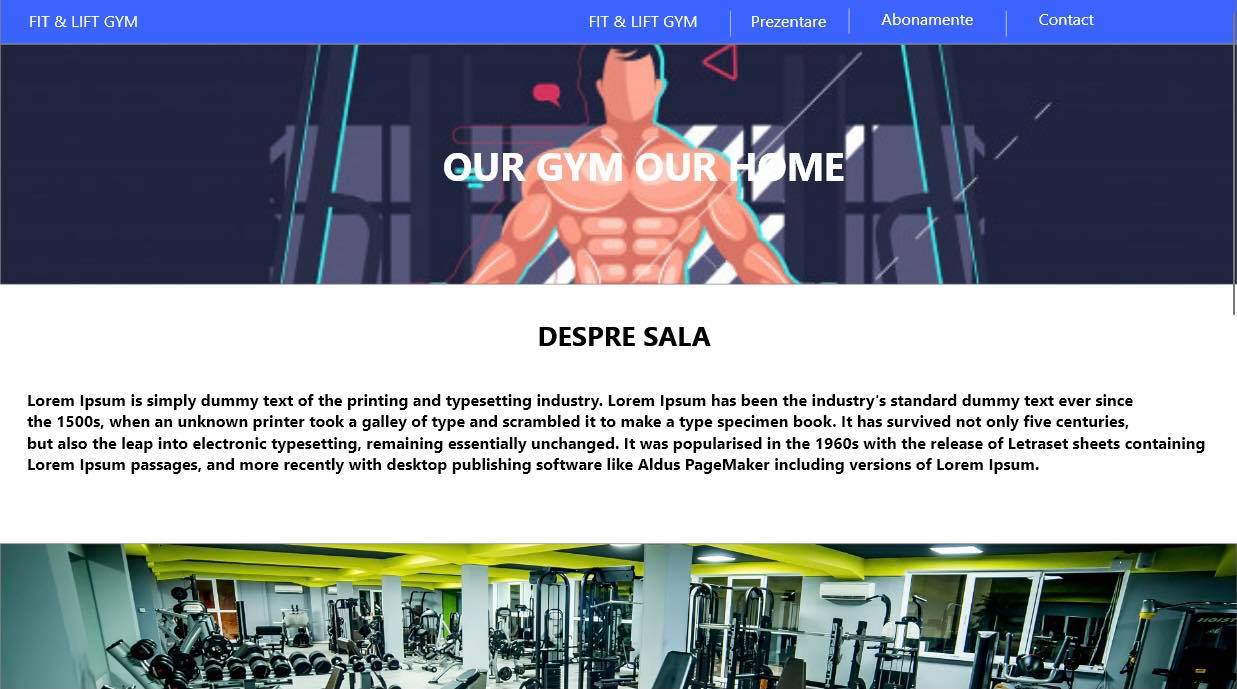 FIT & LIFT GYM
FIT & LIFT GYM Prezentare Abonamente Contact
OUR GYM OUR HOME
DESPRE SALA
Lorem Ipsum is simply dummy text of the printing and typesetting industry. Lorem Ipsum has been the industry's standard dummy text ever since
the 1500s, when an unknown printer took a galley of type and scrambled it to make a type specimen book. It has survived not only five centuries,
but also the leap into electronic typesetting, remaining essentially unchanged. It was popularised in the 1960s with the release of Letraset sheets containing
Lorem Ipsum passages, and more recently with desktop publishing software like Aldus PageMaker including versions of Lorem Ipsum.
HOIST